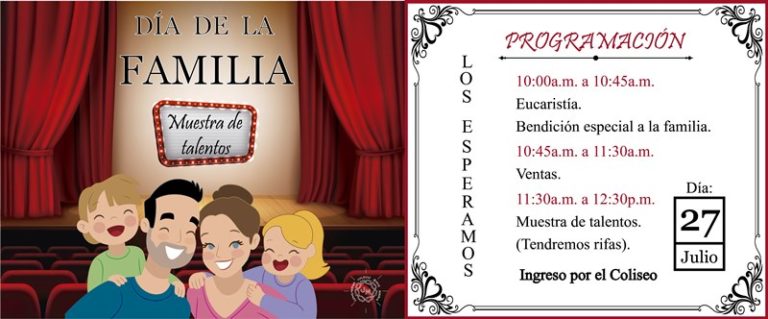 DÍA DE LA
FAMILIA
Muestra de
talentos
PROGRAMACIÓN
LOS ESPERAMOS
10:00a.m. a 10:45a.m.
Eucaristía.
Bendición especial a la familia.
10:45a.m. a 11:30a.m.
Ventas.
11:30a.m. a 12:30p.m.
Muestra de talentos.
(Tendremos rifas).
Día:
27
Julio
Ingreso por el Coliseo